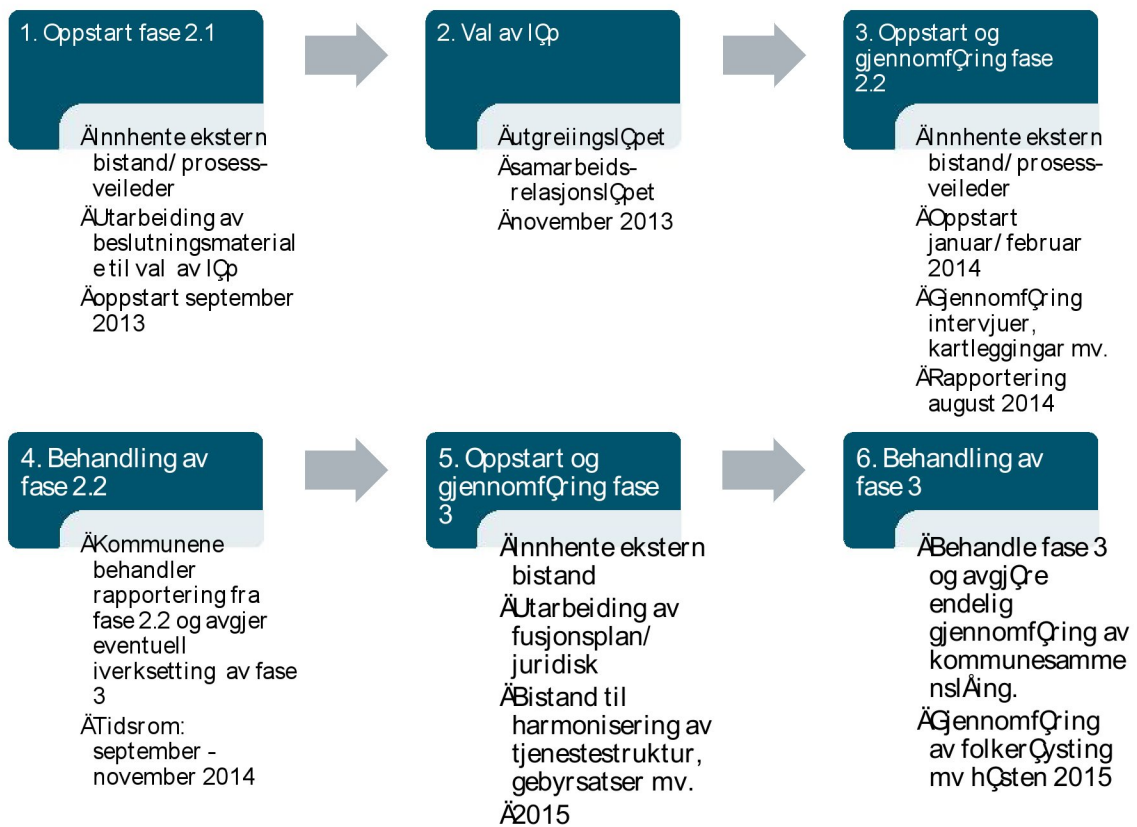 1. Oppstart fase 2.1
ÄInnhente ekstern
bistand/ prosess-
veileder
ÄUtarbeiding av
beslutningsmaterial
e til val av lÇp
Äoppstart september
2013
2. Val av lÇp
ÄutgreiingslÇpet
Äsamarbeids-
relasjonslÇpet
Änovember 2013
3. Oppstart og
gjennomfÇring fase
2.2
ÄInnhente ekstern
bistand/ prosess-
veileder
ÄOppstart
januar/ februar
2014
ÄGjennomfÇring
intervjuer,
kartleggingar mv.
ÄRapportering
august 2014
4. Behandling av
fase 2.2
ÄKommunene
behandler
rapportering fra
fase 2.2 og avgjer
eventuell
iverksetting av fase
3
ÄTidsrom:
september -
november 2014
5. Oppstart og
gjennomfÇring fase
3
ÄInnhente ekstern
bistand
ÄUtarbeiding av
fusjonsplan/
juridisk
ÄBistand til
harmonisering av
tjenestestruktur,
gebyrsatser mv.
Ä2015
6. Behandling av
fase 3
ÄBehandle fase 3
og avgjÇre
endelig
gjennomfÇring av
kommunesamme
nslÅing.
ÄGjennomfÇring
av folkerÇysting
mv hÇsten 2015